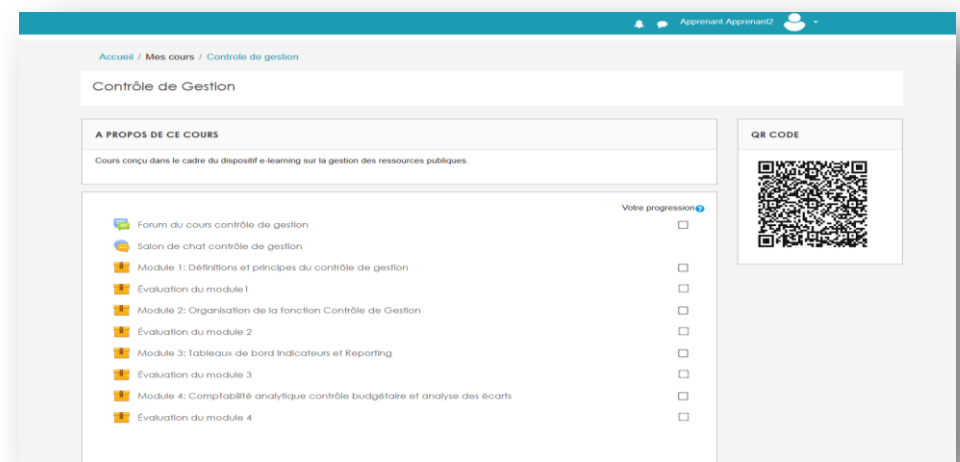 Apprenant Apprenant2
Accueil / Mes cours / Controle de gestion
Contrôle de Gestion
A PROPOS DE CE COURS
QR CODE
Cours conçu dans le cadre du dispositif e-learning sur la gestion des ressources publiques.
Votre progression
Forum du cours contrôle de gestion
Salon de chat contrôle de gestion
Module 1: Définitions et principes du contrôle de gestion
Évaluation du module1
Module 2: Organisation de la fonction Contrôle de Gestion
Évaluation du module 2
Module 3: Tableaux de bord Indicateurs et Reporting
Évaluation du module 3
Module 4: Comptabilité analytique contrôle budgétaire et analyse des écarts
Évaluation du module 4